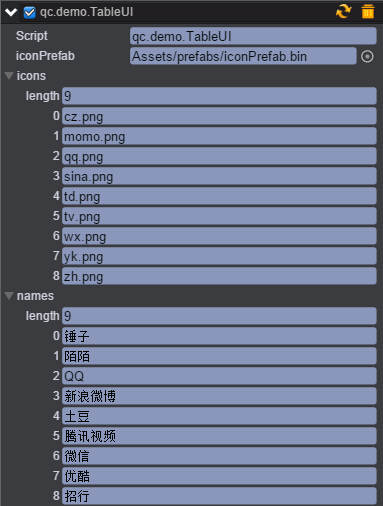 qc.demo.TableUI
Script qc.demo.TableUI
iconPrefab Assets/prefabs/iconPrefab.bin
icons
length 9
0 cz.png
1 momo.png
2 qq.png
3 sina.png
4 td.png
5 tv.png
6 wx.png
7 yk.png
8 zh.png
names
length 9
0 锤子
1 陌陌
2 QQ
3 新浪微博
4 土豆
5 腾讯视频
6 微信
7 优酷
8 招行